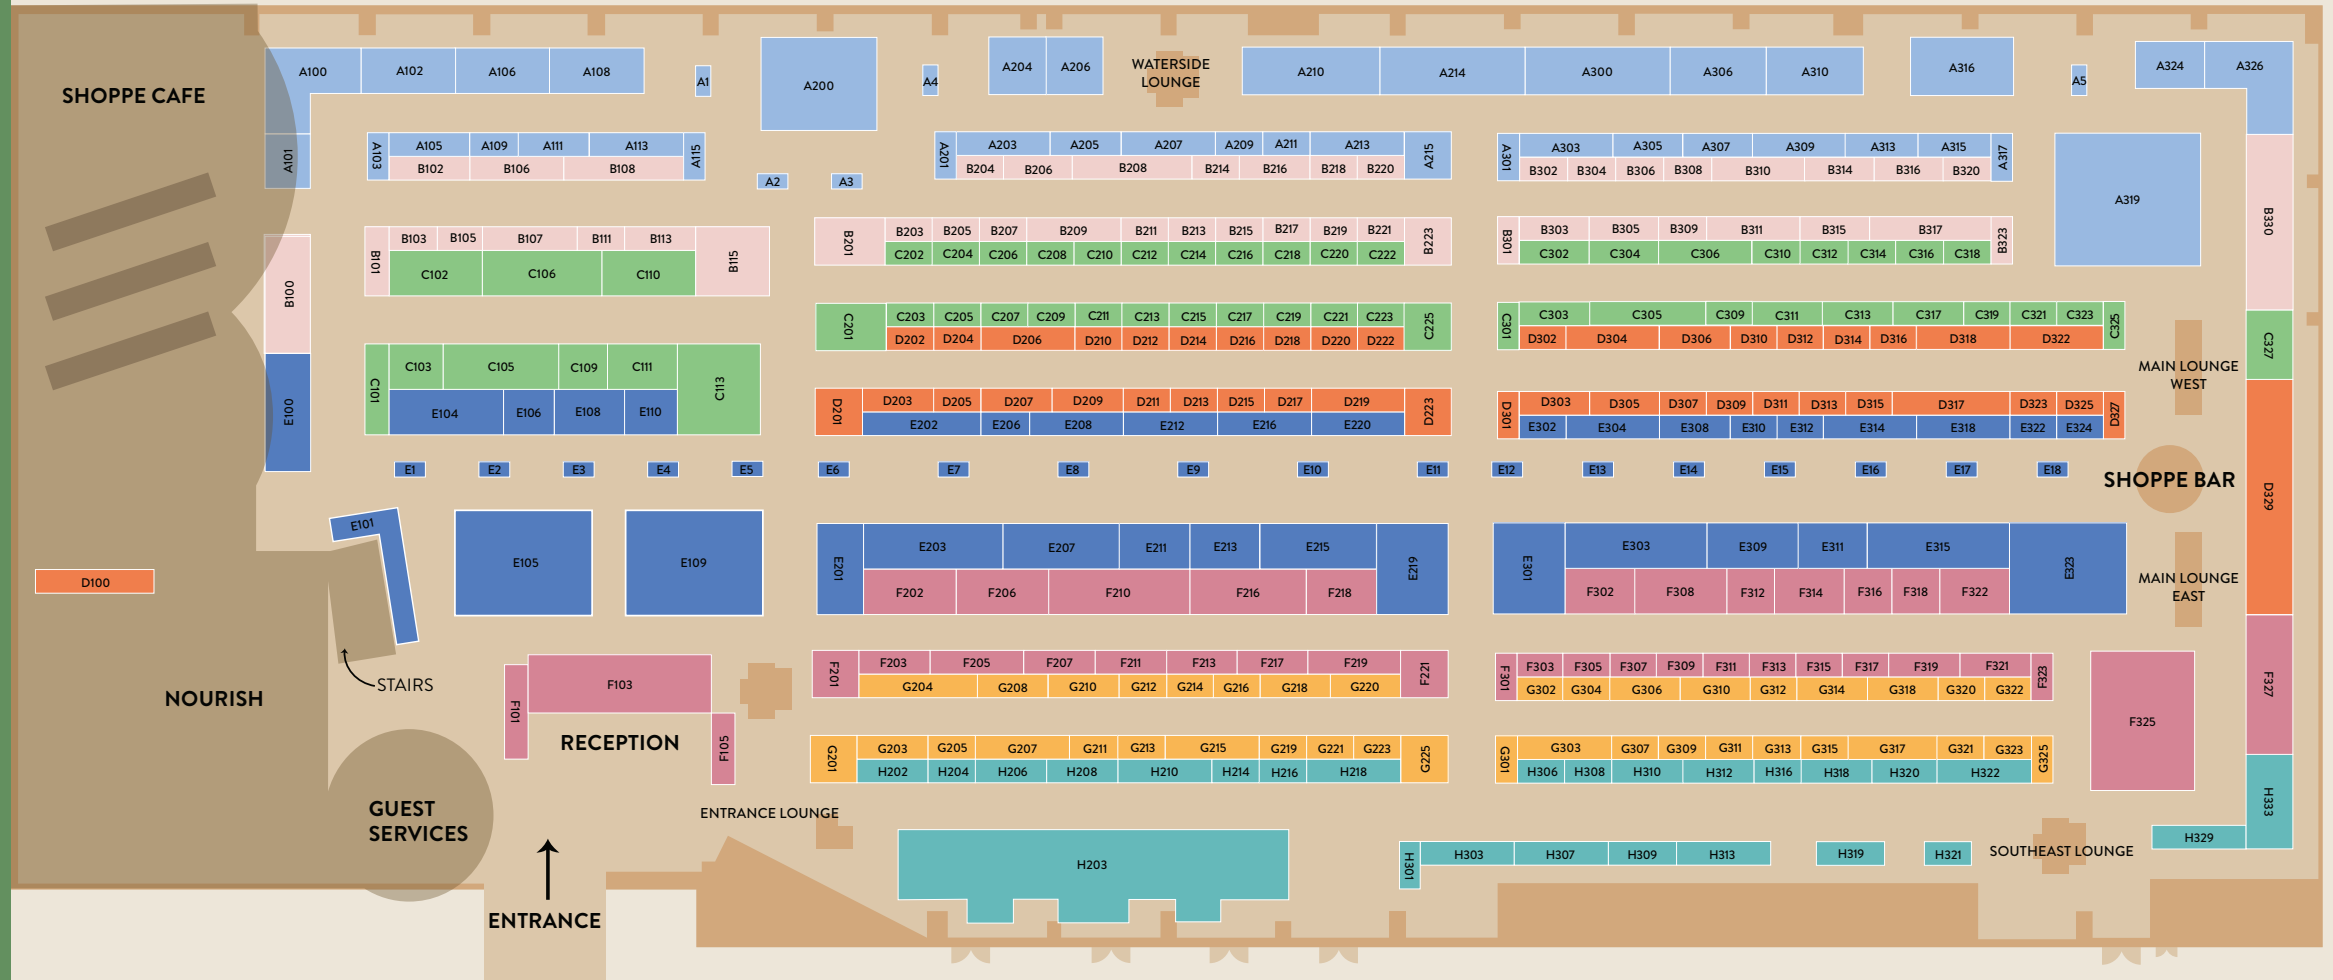 SHOPPE CAFE
A100
A102
A106
A108
A1
A200
A4
A204
A206
WATERSIDE
LOUNGE
A210
A214
A300
A306
A310
A316
A5
A324
A326
A101
A103
A105
A109
A111
A113
A115
B102
B106
B108
A2
A3
A201
A203
A205
A207
A209
A211
A213
A215
B204
B206
B208
B214
B216
B218
B220
A301
A303
A305
A307
A309
A313
A315
A317
B302
B304
B306
B308
B310
B314
B316
B320
A319
B330
B100
B101
B103
B105
B107
B111
B113
B115
C102
C106
C110
B201
B203
B205
B207
B209
B211
B213
B215
B217
B219
B221
B223
C202
C204
C206
C208
C210
C212
C214
C216
C218
C220
C222
B301
B303
B305
B309
B311
B315
B317
B323
C302
C304
C306
C310
C312
C314
C316
C318
C201
C203
C205
C207
C209
C211
C213
C215
C217
C219
C221
C223
C225
D202
D204
D206
D210
D212
D214
D216
D218
D220
D222
C301
C303
C305
C309
C311
C313
C317
C319
C321
C323
C325
D302
D304
D306
D310
D312
D314
D316
D318
D322
C327
MAIN LOUNGE
WEST
E100
C101
C103
C105
C109
C111
C113
E104
E106
E108
E110
D201
D203
D205
D207
D209
D211
D213
D215
D217
D219
D223
E202
E206
E208
E212
E216
E220
D301
D303
D305
D307
D309
D311
D313
D315
D317
D323
D325
D327
E302
E304
E308
E310
E312
E314
E318
E322
E324
E1
E2
E3
E4
E5
E6
E7
E8
E9
E10
E11
E12
E13
E14
E15
E16
E17
E18
SHOPPE BAR
D329
E101
E105
E109
E201
E203
E207
E211
E213
E215
E219
F202
F206
F210
F216
F218
E301
E303
E309
E311
E315
E323
F302
F308
F312
F314
F316
F318
F322
MAIN LOUNGE
EAST
D100
STAIRS
NOURISH
F101
F103
F105
RECEPTION
F201
F203
F205
F207
F211
F213
F217
F219
F221
G204
G208
G210
G212
G214
G216
G218
G220
F301
F303
F305
F307
F309
F311
F313
F315
F317
F319
F321
F323
G302
G304
G306
G310
G312
G314
G318
G320
G322
F325
F327
G201
G203
G205
G207
G211
G213
G215
G219
G221
G223
G225
H202
H204
H206
H208
H210
H214
H216
H218
G301
G303
G307
G309
G311
G313
G315
G317
G321
G323
G325
H306
H308
H310
H312
H316
H318
H320
H322
H333
GUEST
SERVICES
ENTRANCE LOUNGE
H203
H301
H303
H307
H309
H313
H319
H321
SOUTHEAST LOUNGE
H329
ENTRANCE